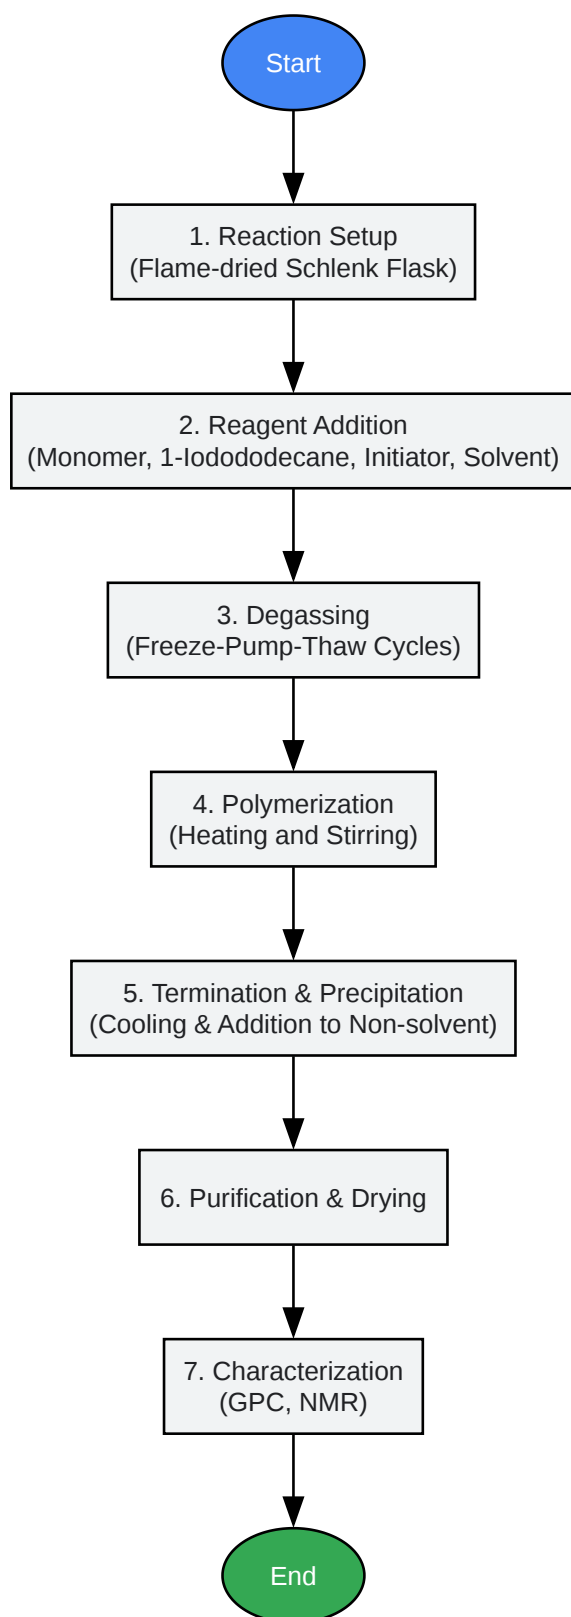 Start
1. Reaction Setup
(Flame-dried Schlenk Flask)
2. Reagent Addition
(Monomer, 1-Iodododecane, Initiator, Solvent)
3. Degassing
(Freeze-Pump-Thaw Cycles)
4. Polymerization
(Heating and Stirring)
5. Termination & Precipitation
(Cooling & Addition to Non-solvent)
6. Purification & Drying
7. Characterization
(GPC, NMR)
End